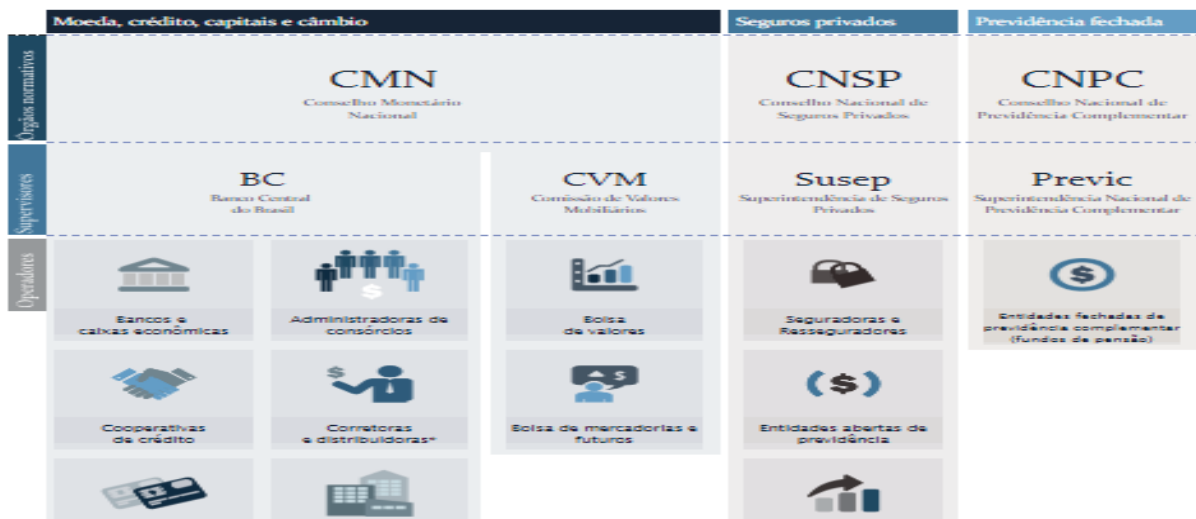 Moeda, crédito, capitais e câmbio
Seguros privados
Previdência fechada
Órgãos normativos
CMN
Conselho Monetário
Nacional
CNSP
Conselho Nacional de
Seguros Privados
CNPC
Conselho Nacional de
Previdência Complementar
Supervisores
BC
Banco Central
do Brasil
CVM
Comissão de Valores
Mobiliários
Susep
Superintendência de Seguros
Privados
Previc
Superintendência Nacional de
Previdência Complementar
Operadores
Bancos e
caixas econômicas
Administradoras de
consórcios
Bolsa
de valores
Seguradoras e
Resseguradores
Entidades fechadas de
previdência complementar
(fundos de pensão)
Cooperativas
de crédito
Corretoras
e distribuidoras*
Bolsa de mercadorias e
futuros
Entidades abertas de
previdência